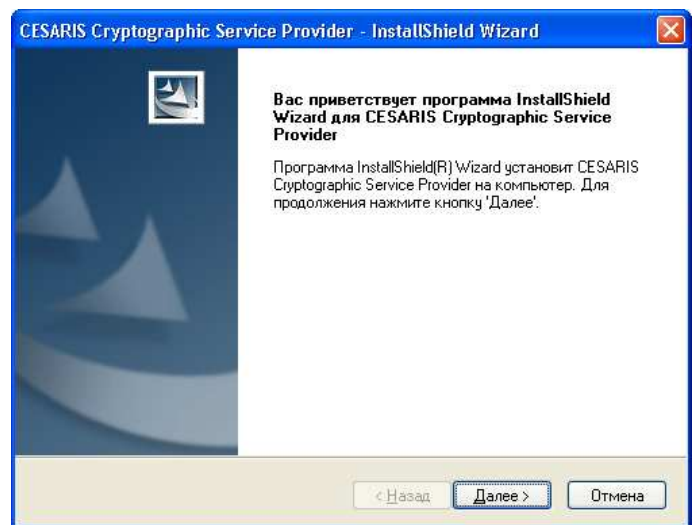 CESARIS Cryptographic Service Provider - InstallShield Wizard
Вас приветствует программа InstallShield
Wizard для CESARIS Cryptographic Service
Provider
Программа InstallShield(R) Wizard установит CESARIS
Cryptographic Service Provider на компьютер. Для
продолжения нажмите кнопку 'Далее'.
< Назад Далее > Отмена